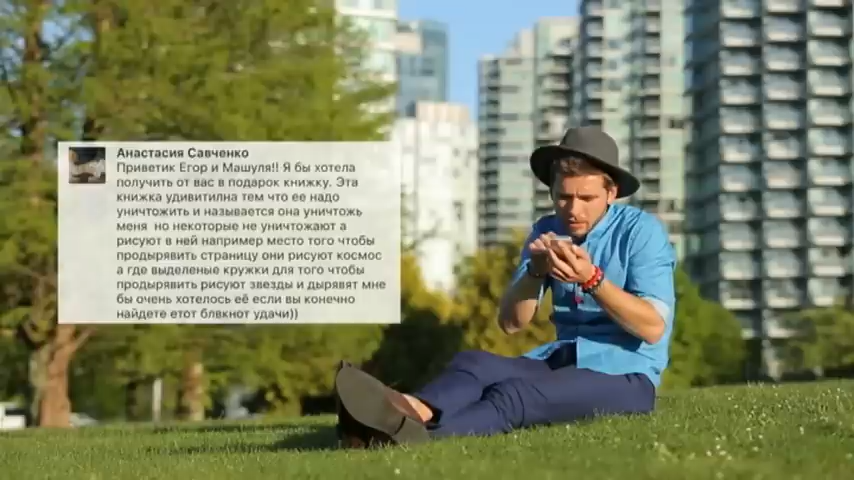 Анастасия Савченко
Приветик Егор и Машуля!! Я бы хотела
получить от вас в подарок книжку. Эта
книжка удивитилна тем что ее надо
уничтожить и называется она уничтожь
меня но некоторые не уничтожают а
рисуют в ней например место того чтобы
продырявить страницу они рисуют космос
а где выделеные кружки для того чтобы
продырявить рисуют звезды и дырявят мне
бы очень хотелось её если вы конечно
найдете етот блвкнот удачи))